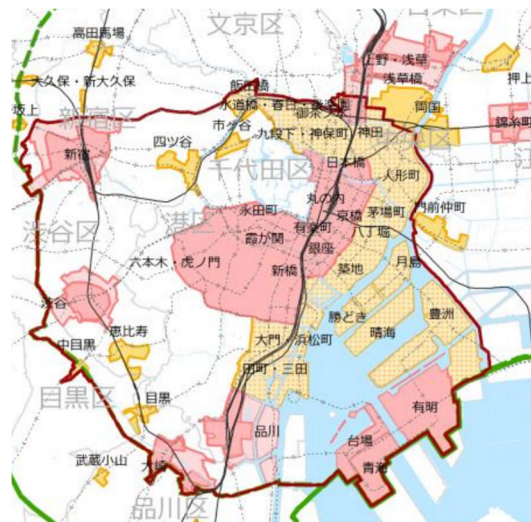 文京区
台東区
高田馬場
上野・浅草
浅草橋
押上
大久保・新大久保
飯田橋
坂上
新宿区
市ケ谷
御茶ノ水
両国
錦糸町
新宿
四ツ谷
九段下・神保町
神田
千代田区
日本橋
人形町
永田町
丸の内
港区
有楽町
京橋
茅場町
門前仲町
渋谷区
霞が関
銀座
八丁堀
六本木・虎ノ門
新橋
築地
月島
渋谷
勝どき
豊洲
恵比寿
中目黒
大門・浜松町
晴海
目黒区
目黒
田町・三田
有明
品川
台場
武蔵小山
大崎
青海
品川区